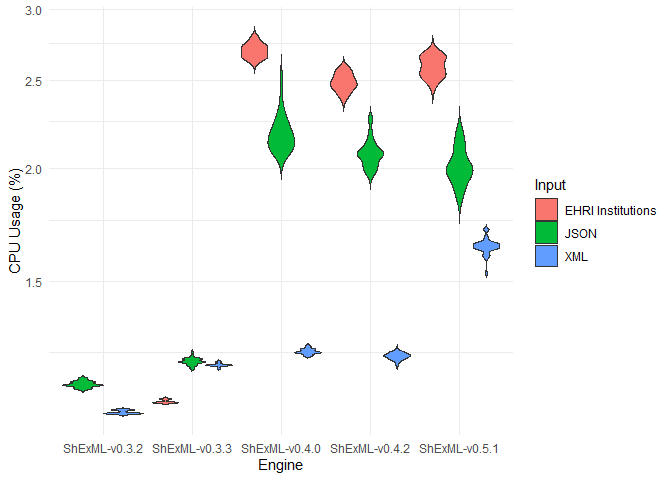 3.0
2.5
2.0
1.5
CPU Usage (%)
ShExML-v0.3.2 ShExML-v0.3.3 ShExML-v0.4.0 ShExML-v0.4.2 ShExML-v0.5.1
Engine
Input
EHRI Institutions
JSON
XML